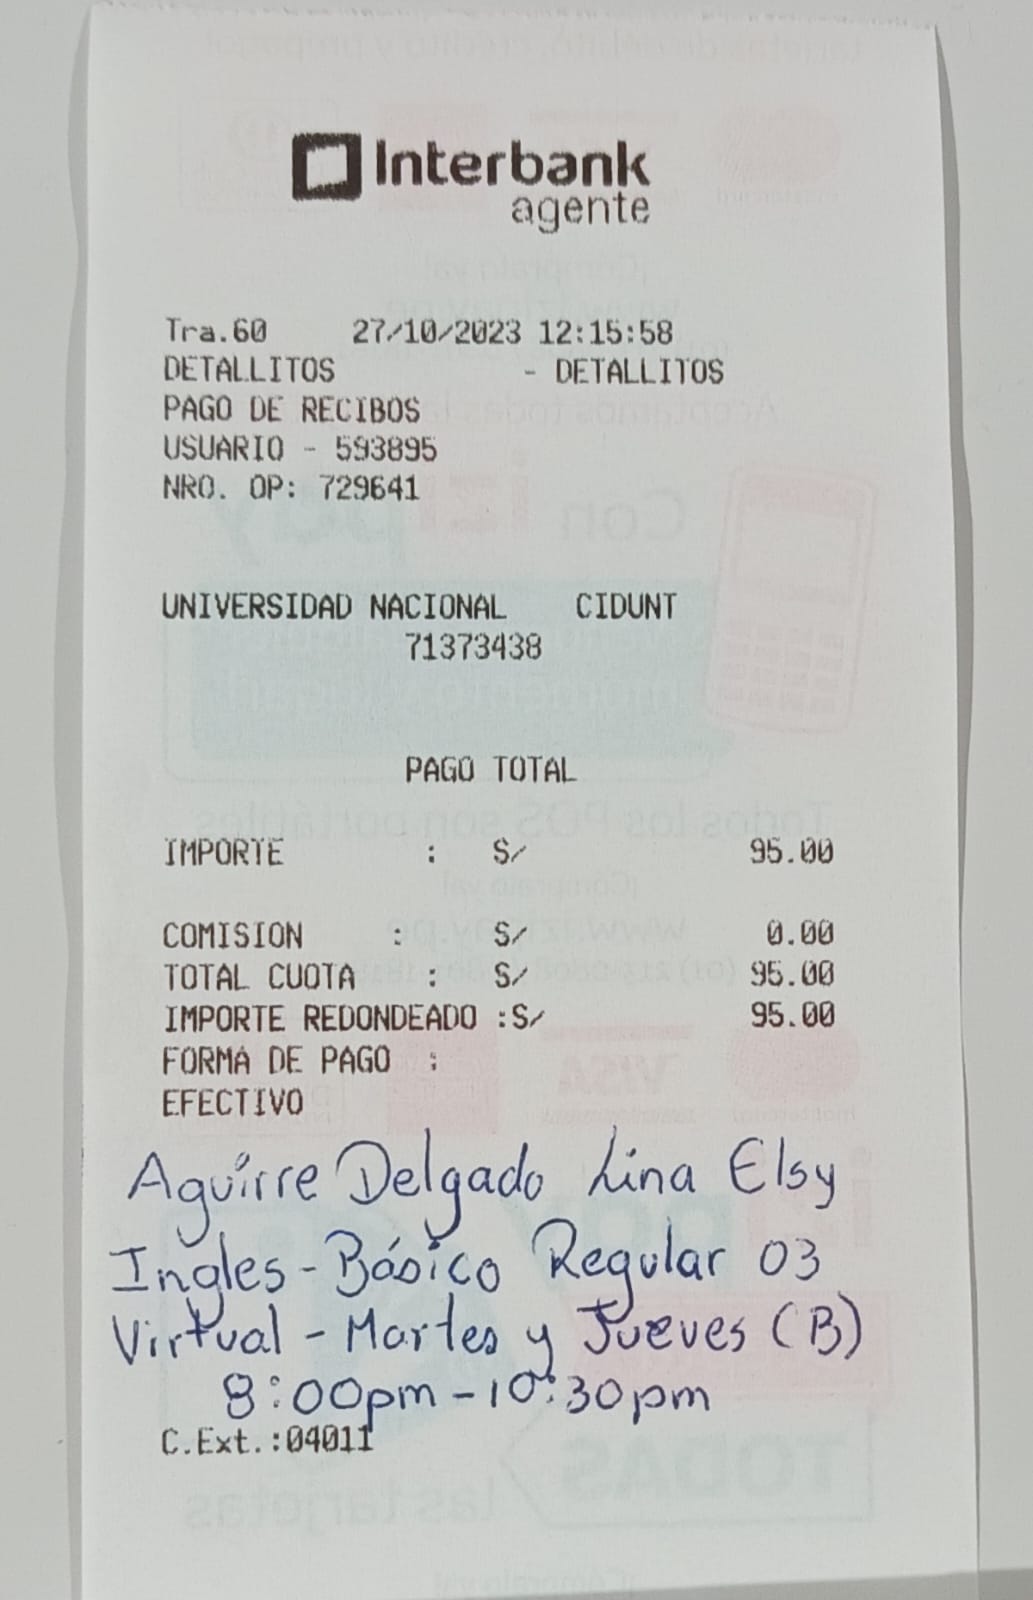 Interbank
agente
Tra.60 27/10/2023 12:15:58
DETALLITOS - DETALLITOS
PAGO DE RECIBOS
USUARIO - 593895
NRO. OP: 729641
UNIVERSIDAD NACIONAL CIDUNT
71373438
PAGO TOTAL
IMPORTE : S/ 95.00
COMISION : S/ 0.00
TOTAL CUOTA : S/ 95.00
IMPORTE REDONDEADO :S/ 95.00
FORMA DE PAGO :
EFECTIVO
Aguirre Delgado Lina Elsy
Ingles - Básico Regular 03
Virtual - Martes y Jueves (B)
8:00pm - 10:30pm
C.Ext.:04011